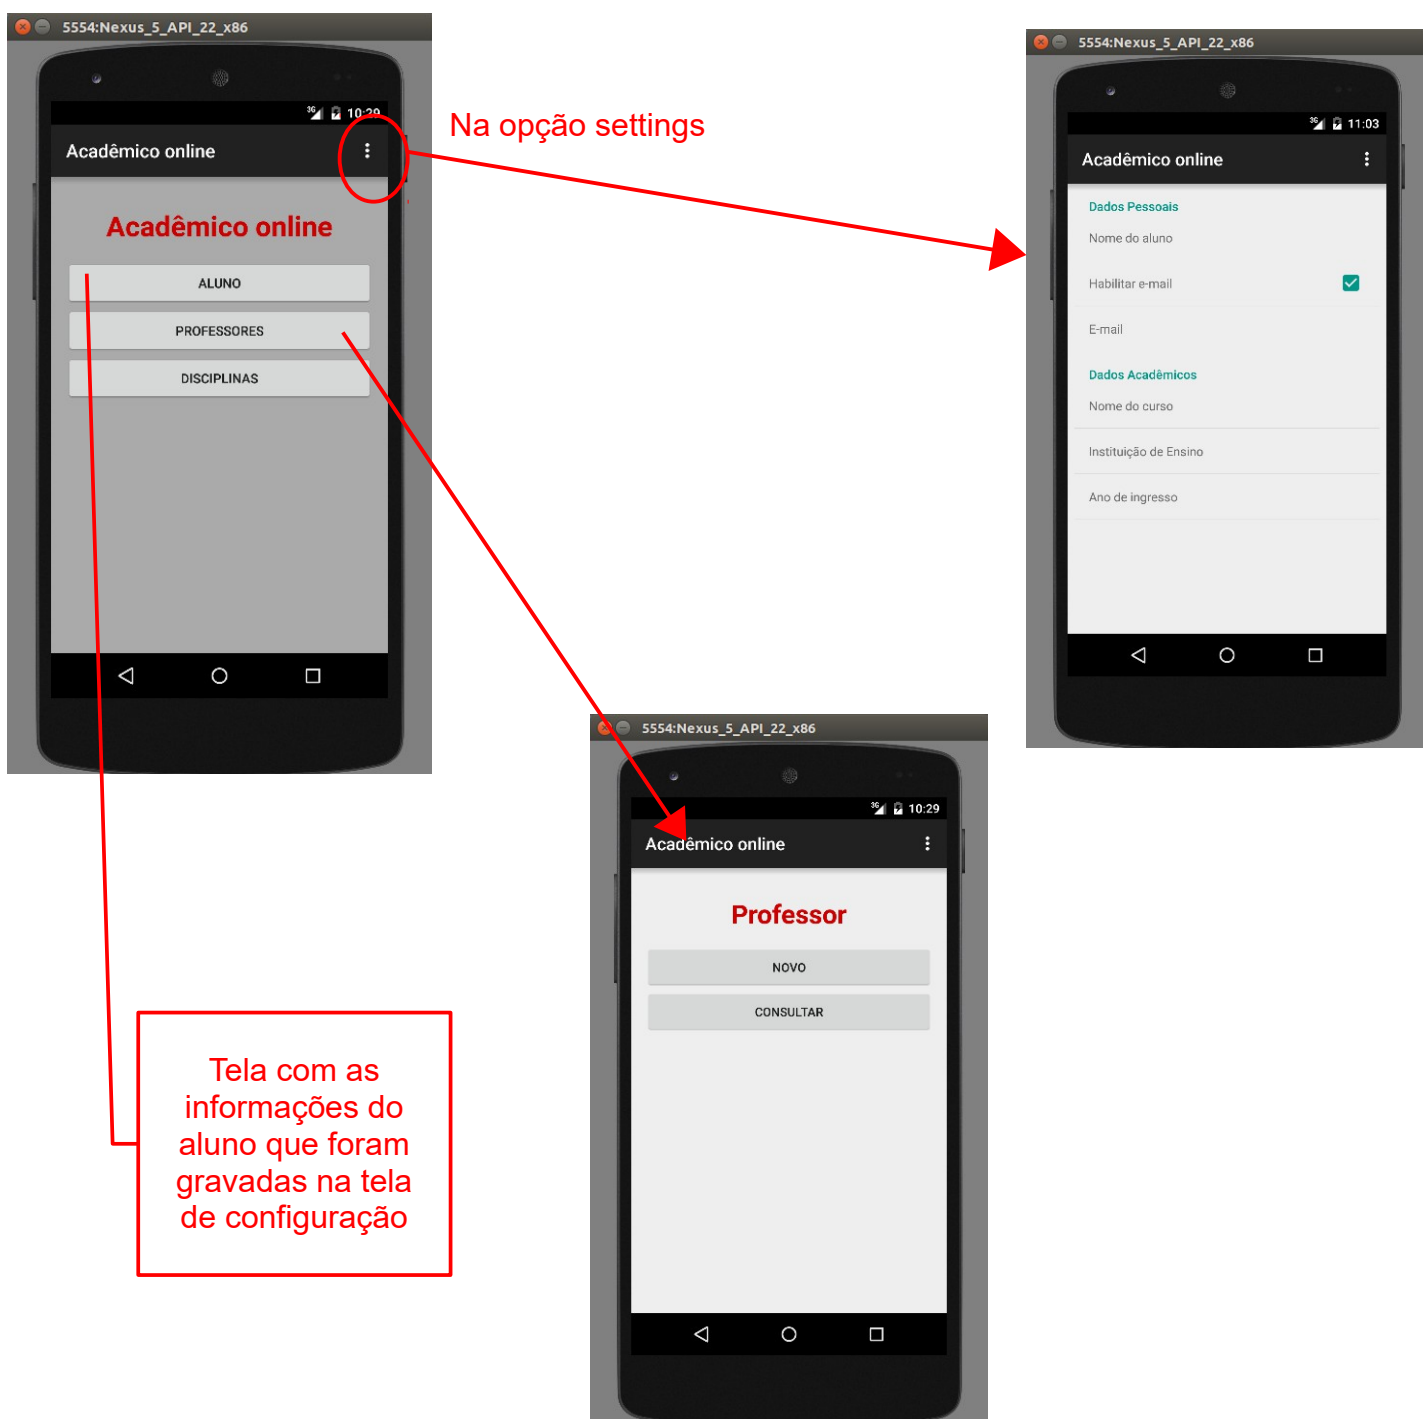 5554:Nexus_5_API_22_x86
3G 10:29
Acadêmico online
Acadêmico online
ALUNO
PROFESSORES
DISCIPLINAS
Na opção settings
5554:Nexus_5_API_22_x86
3G 11:03
Acadêmico online
Dados Pessoais
Nome do aluno
Habilitar e-mail
E-mail
Dados Acadêmicos
Nome do curso
Instituição de Ensino
Ano de ingresso
5554:Nexus_5_API_22_x86
3G 10:29
Acadêmico online
Professor
NOVO
CONSULTAR
Tela com as
informações do
aluno que foram
gravadas na tela
de configuração